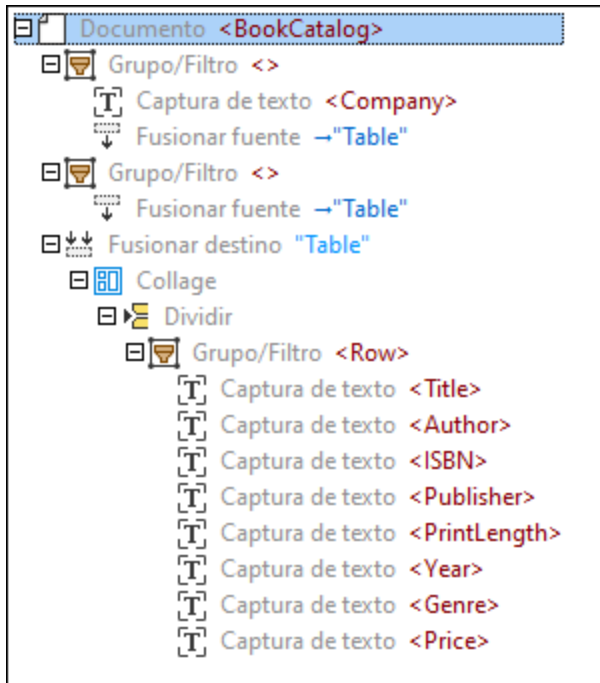 Documento <BookCatalog>
Grupo/Filtro <>
Captura de texto <Company>
Fusionar fuente →"Table"
Grupo/Filtro <>
Fusionar fuente →"Table"
Fusionar destino "Table"
Collage
Dividir
Grupo/Filtro <Row>
Captura de texto <Title>
Captura de texto <Author>
Captura de texto <ISBN>
Captura de texto <Publisher>
Captura de texto <PrintLength>
Captura de texto <Year>
Captura de texto <Genre>
Captura de texto <Price>